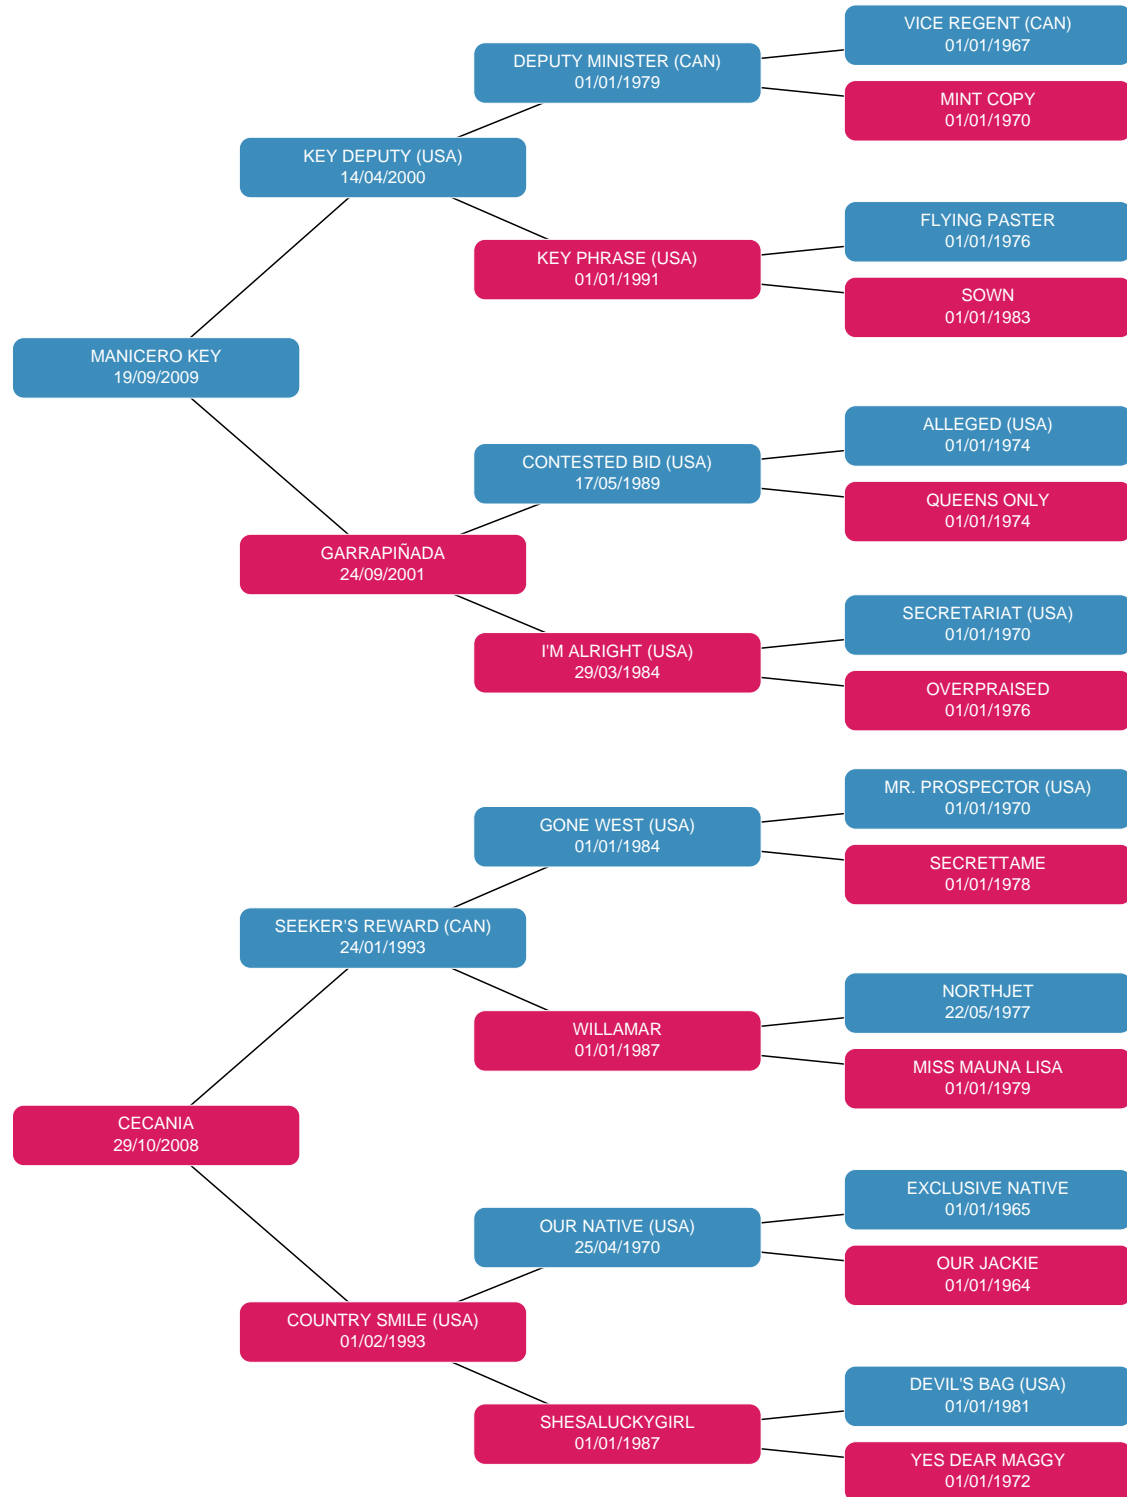 VICE REGENT (CAN)
01/01/1967
DEPUTY MINISTER (CAN)
01/01/1979
MINT COPY
01/01/1970
KEY DEPUTY (USA)
14/04/2000
FLYING PASTER
01/01/1976
KEY PHRASE (USA)
01/01/1991
SOWN
01/01/1983
MANICERO KEY
19/09/2009
ALLEGED (USA)
01/01/1974
CONTESTED BID (USA)
17/05/1989
QUEENS ONLY
01/01/1974
GARRAPIÑADA
24/09/2001
SECRETARIAT (USA)
01/01/1970
I'M ALRIGHT (USA)
29/03/1984
OVERPRAISED
01/01/1976
MR. PROSPECTOR (USA)
01/01/1970
GONE WEST (USA)
01/01/1984
SECRETTAME
01/01/1978
SEEKER'S REWARD (CAN)
24/01/1993
NORTHJET
22/05/1977
WILLAMAR
01/01/1987
MISS MAUNA LISA
01/01/1979
CECANIA
29/10/2008
EXCLUSIVE NATIVE
01/01/1965
OUR NATIVE (USA)
25/04/1970
OUR JACKIE
01/01/1964
COUNTRY SMILE (USA)
01/02/1993
DEVIL'S BAG (USA)
01/01/1981
SHESALUCKYGIRL
01/01/1987
YES DEAR MAGGY
01/01/1972